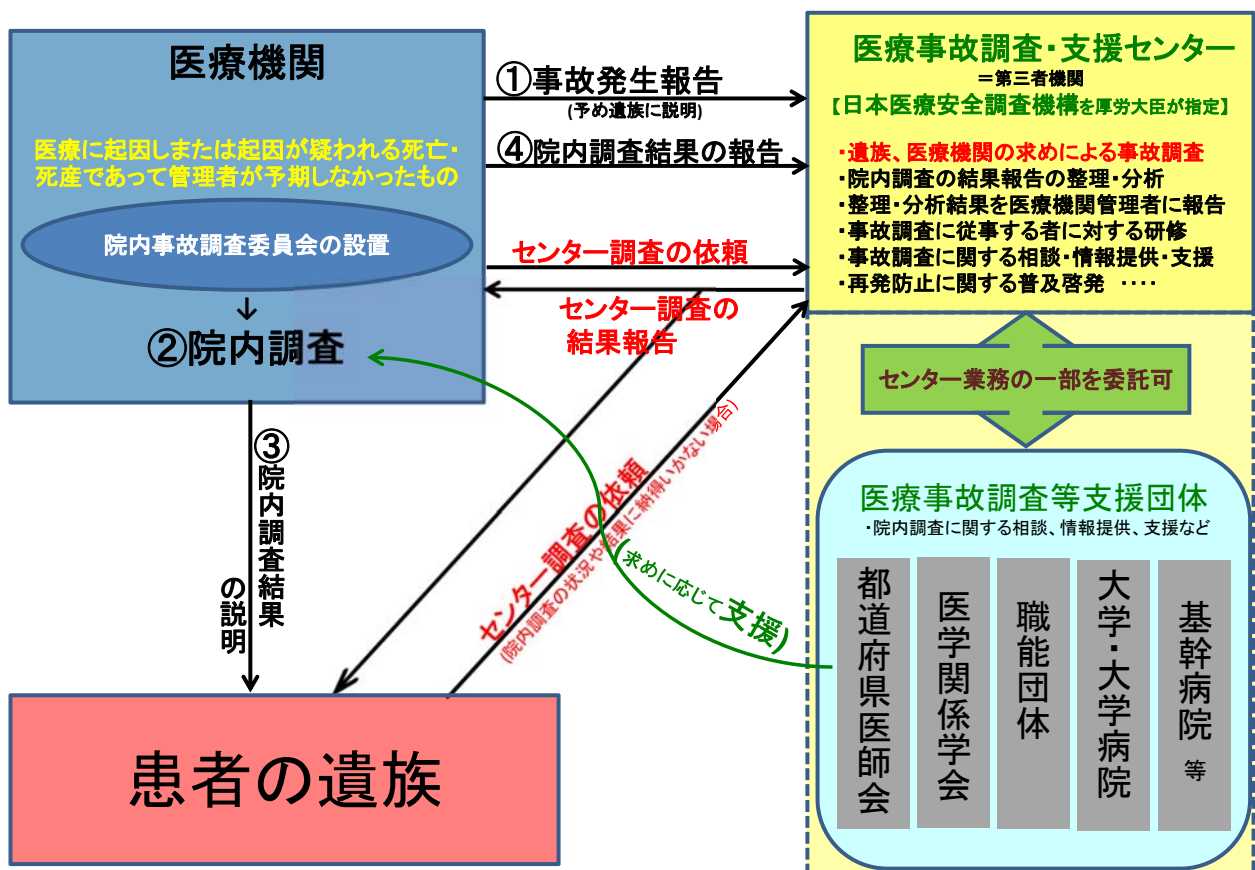 医療機関
医療に起因しまたは起因が疑われる死亡・
死産であって管理者が予期しなかったもの
院内事故調査委員会の設置
↓
②院内調査
①事故発生報告
(予め遺族に説明)
④院内調査結果の報告
センター調査の依頼
センター調査の
結果報告
医療事故調査・支援センター
＝第三者機関
【日本医療安全調査機構を厚労大臣が指定】
・遺族、医療機関の求めによる事故調査
・院内調査の結果報告の整理・分析
・整理・分析結果を医療機関管理者に報告
・事故調査に従事する者に対する研修
・事故調査に関する相談・情報提供・支援
・再発防止に関する普及啓発 ‥‥
センター業務の一部を委託可
③院内調査結果
の説明
センター調査の依頼
(院内調査の状況や結果に納得いかない場合)
(求めに応じて支援)
医療事故調査等支援団体
・院内調査に関する相談、情報提供、支援など
都道府県医師会
医学関係学会
職能団体
大学・大学病院
基幹病院 等
患者の遺族